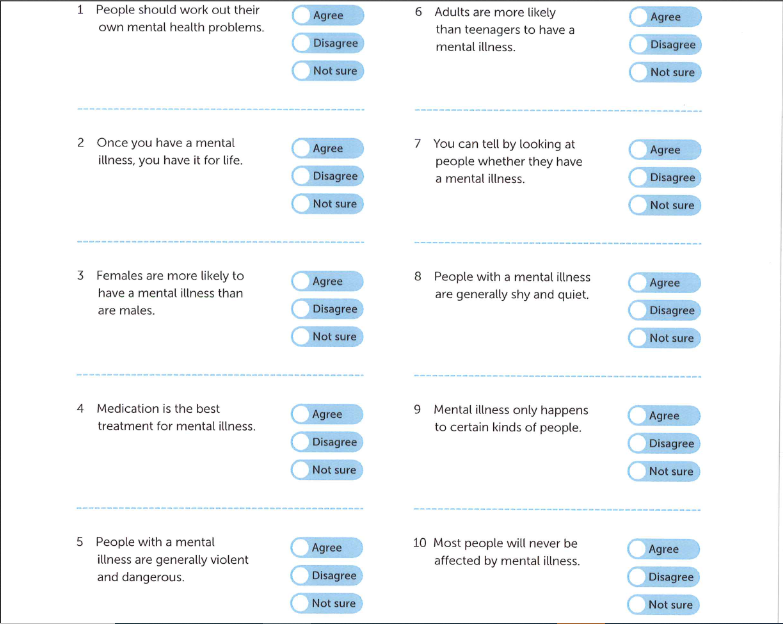 1 People should work out their
own mental health problems.
Agree
Disagree
Not sure
2 Once you have a mental
illness, you have it for life.
Agree
Disagree
Not sure
3 Females are more likely to
have a mental illness than
are males.
Agree
Disagree
Not sure
4 Medication is the best
treatment for mental illness.
Agree
Disagree
Not sure
5 People with a mental
illness are generally violent
and dangerous.
Agree
Disagree
Not sure
6 Adults are more likely
than teenagers to have a
mental illness.
Agree
Disagree
Not sure
7 You can tell by looking at
people whether they have
a mental illness.
Agree
Disagree
Not sure
8 People with a mental illness
are generally shy and quiet.
Agree
Disagree
Not sure
9 Mental illness only happens
to certain kinds of people.
Agree
Disagree
Not sure
10 Most people will never be
affected by mental illness.
Agree
Disagree
Not sure